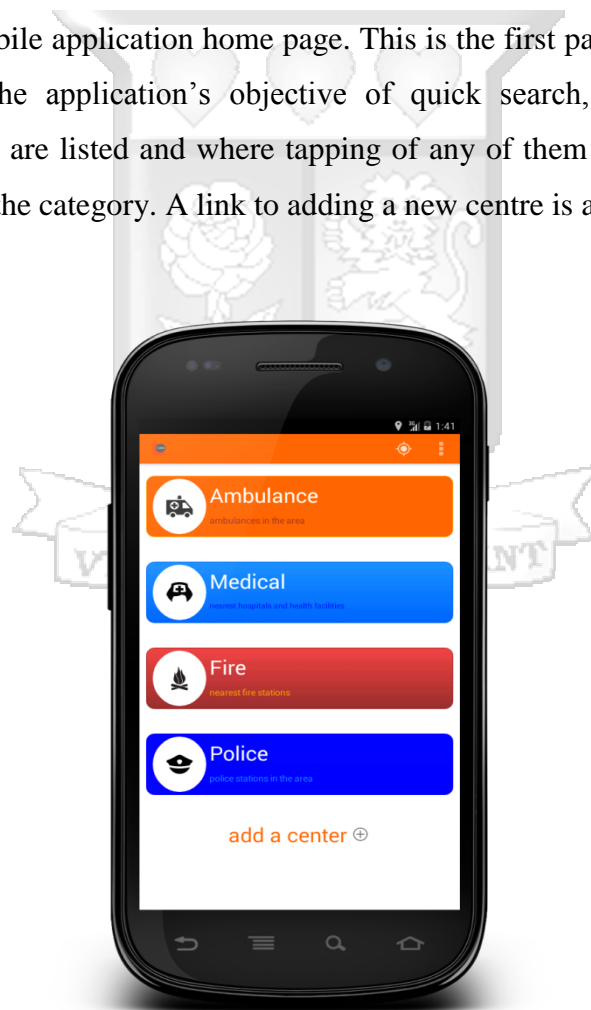 bile application home page. This is the first pa
he application’s objective of quick search,
are listed and where tapping of any of them
the category. A link to adding a new centre is a
3G 1:41
Ambulance
ambulances in the area
Medical
nearest hospitals and health facilities
Fire
nearest fire stations
Police
police stations in the area
add a center